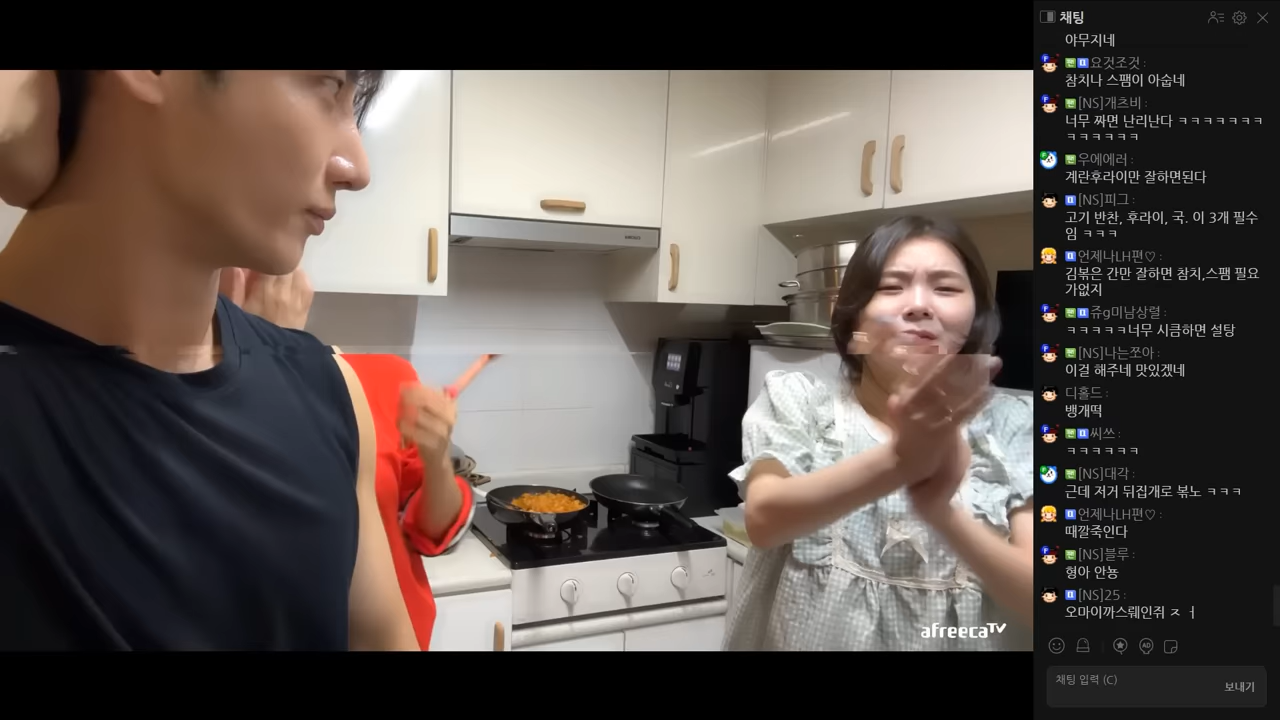 채팅
야무지네
요것조것 :
참치나 스팸이 아숩네
[NS]개츠비 :
너무 짜면 난리난다 ㅋㅋㅋㅋㅋㅋㅋ
ㅋㅋㅋㅋㅋㅋ
우에에러 :
계란후라이만 잘하면된다
[NS]피그 :
고기 반찬, 후라이, 국. 이 3개 필수
임 ㅋㅋㅋ
언제나LH편♡ :
김볶은 간만 잘하면 참치,스팸 필요
가없지
쥬g미남상렬 :
ㅋㅋㅋㅋㅋ너무 시큼하면 설탕
[NS]나는쪼아 :
이걸 해주네 맛있겠네
디홀드 :
뱅개떡
씨쓰 :
ㅋㅋㅋㅋㅋㅋ
[NS]대각 :
근데 저거 뒤집개로 볶노 ㅋㅋㅋ
언제나LH편♡ :
때깔죽인다
[NS]블루 :
형아 안뇽
[NS]25 :
오마이까스뤠인쥐 ㅈ ㅓ
afreecaTV
채팅 입력 (C)
보내기